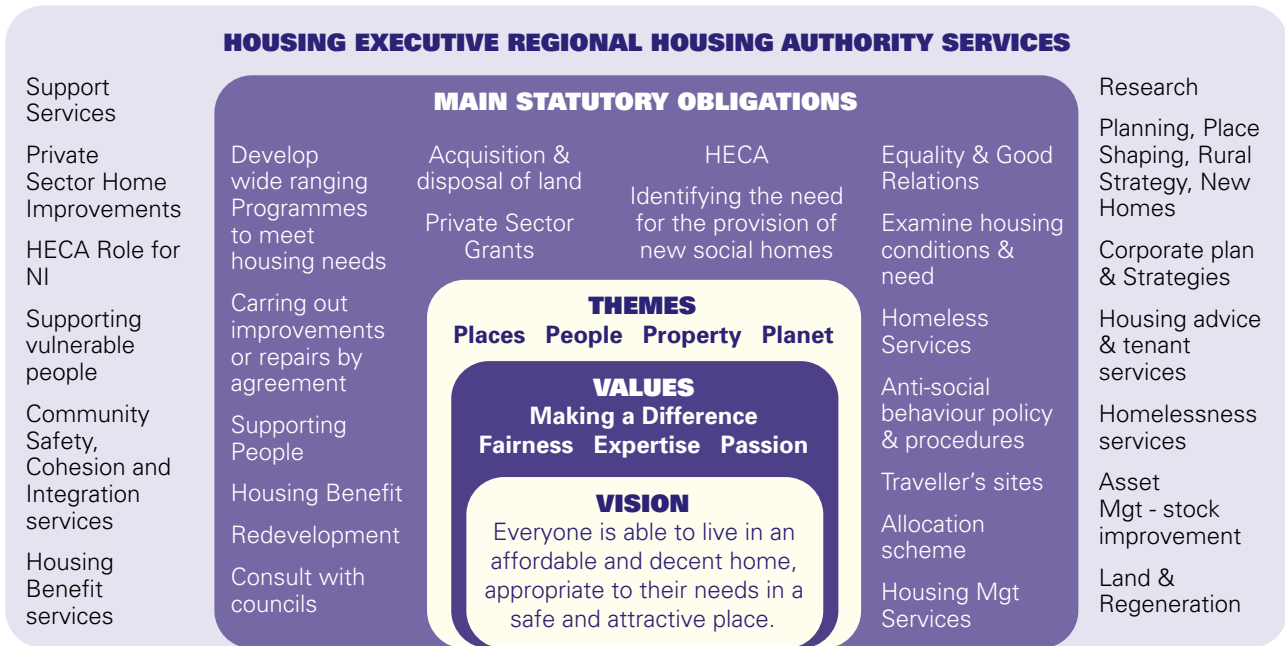 HOUSING EXECUTIVE REGIONAL HOUSING AUTHORITY SERVICES
Support
Services
Private
Sector Home
Improvements
HECA Role for
NI
Supporting
vulnerable
people
Community
Safety,
Cohesion and
Integration
services
Housing
Benefit
services
MAIN STATUTORY OBLIGATIONS
Develop
wide ranging
Programmes
to meet
housing needs
Carring out
improvements
or repairs by
agreement
Supporting
People
Housing Benefit
Redevelopment
Consult with
councils
Acquisition &
disposal of land
Private Sector
Grants
HECA
Identifying the need
for the provision of
new social homes
THEMES
Places People Property Planet
VALUES
Making a Difference
Fairness Expertise Passion
VISION
Everyone is able to live in an
affordable and decent home,
appropriate to their needs in a
safe and attractive place.
Equality & Good
Relations
Examine housing
conditions &
need
Homeless
Services
Anti-social
behaviour policy
& procedures
Traveller's sites
Allocation
scheme
Housing Mgt
Services
Research
Planning, Place
Shaping, Rural
Strategy, New
Homes
Corporate plan
& Strategies
Housing advice
& tenant
services
Homelessness
services
Asset
Mgt - stock
improvement
Land &
Regeneration